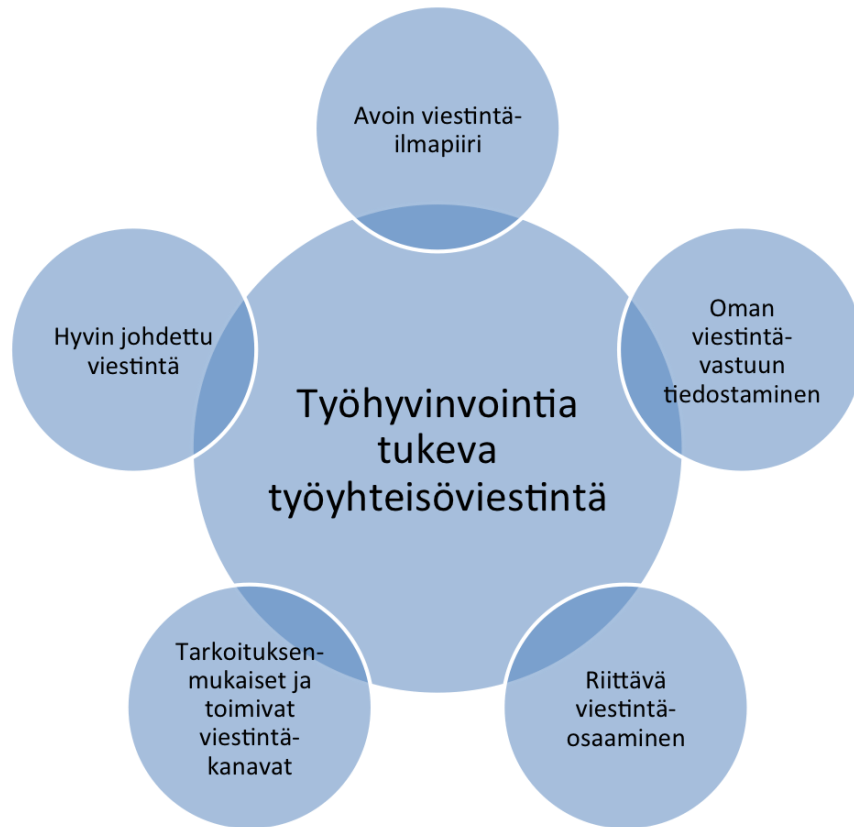 Avoin viestintä-
ilmapiiri
Oman
viestintä-
vastuun
tiedostaminen
Hyvin johdettu
viestintä
Työhyvinvointia
tukeva
työyhteisöviestintä
Tarkoituksen-
mukaiset ja
toimivat
viestintä-
kanavat
Riittävä
viestintä-
osaaminen